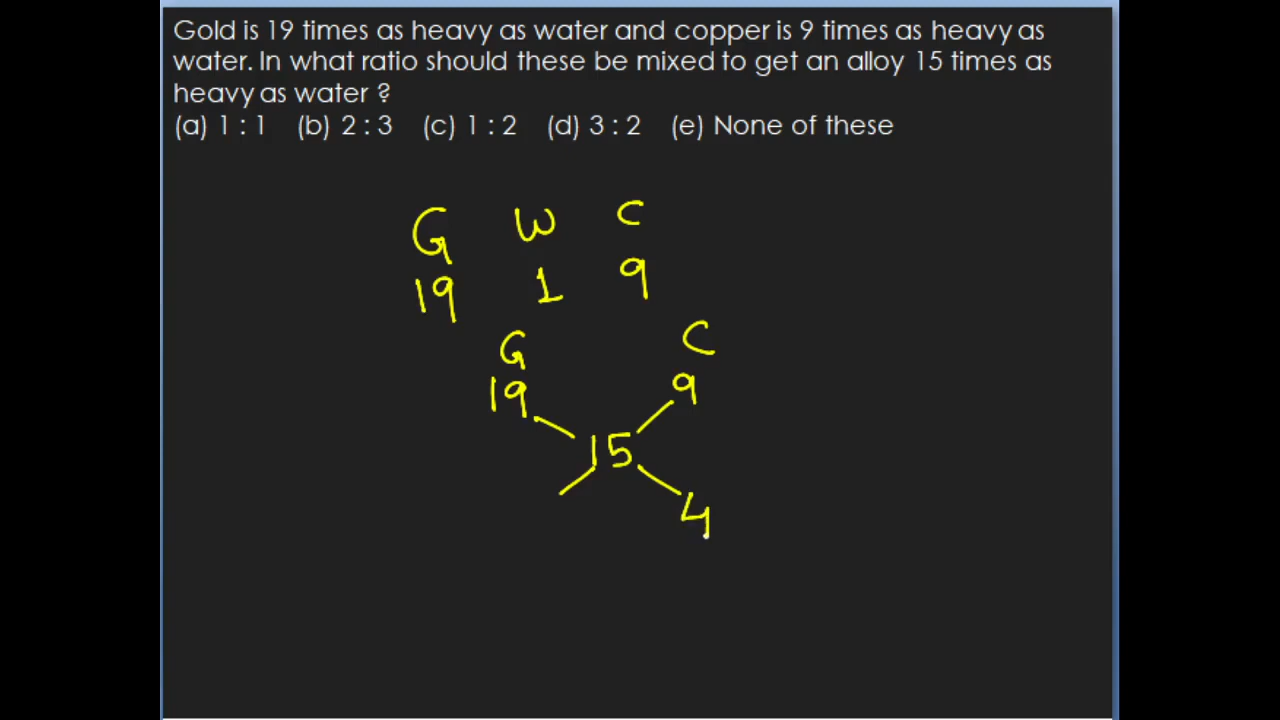 Gold is 19 times as heavy as water and copper is 9 times as heavy as
water. In what ratio should these be mixed to get an alloy 15 times as
heavy as water ?
(a) 1 : 1 (b) 2 : 3 (c) 1 : 2 (d) 3 : 2 (e) None of these
G W C
19 1 9
G C
19 9
15
4